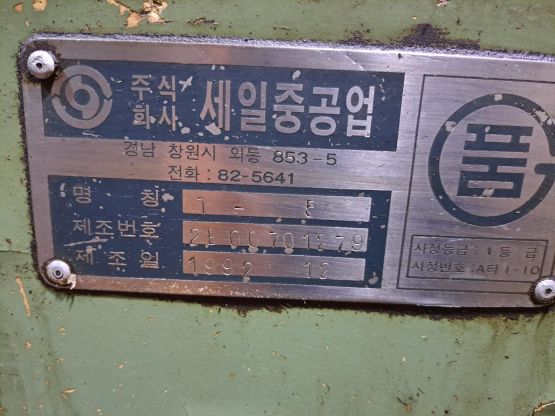 주식회사 세일중공업
경남 창원시 외동 853-5
전화 : 82-5641
명 칭 1 - 5
제조번호
제조일 1992 12
품
사정등급 : 1 등급
사정번호 : A타 1-10